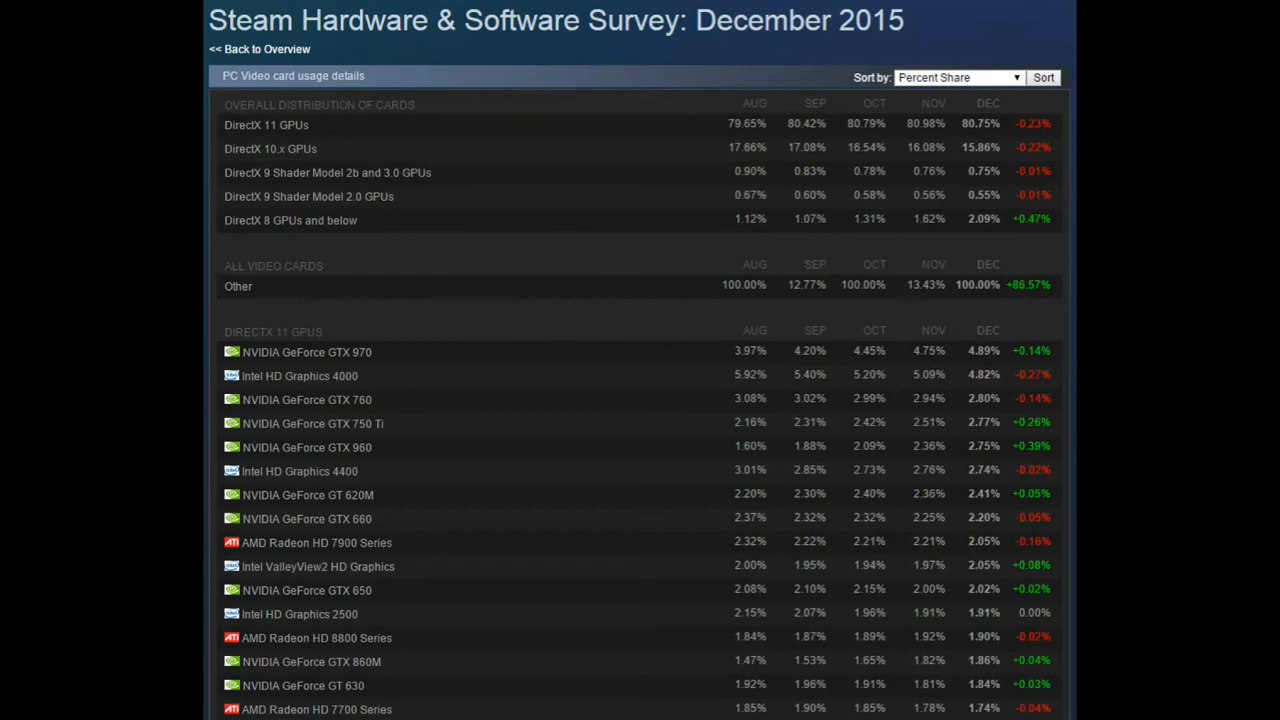 Steam Hardware & Software Survey: December 2015
<< Back to Overview
PC Video card usage details Sort by: Percent Share Sort
OVERALL DISTRIBUTION OF CARDS AUG SEP OCT NOV DEC
DirectX 11 GPUs 79.65% 80.42% 80.79% 80.98% 80.75% -0.23%
DirectX 10.x GPUs 17.66% 17.08% 16.54% 16.08% 15.86% -0.22%
DirectX 9 Shader Model 2b and 3.0 GPUs 0.90% 0.83% 0.78% 0.76% 0.75% -0.01%
DirectX 9 Shader Model 2.0 GPUs 0.67% 0.60% 0.58% 0.56% 0.55% -0.01%
DirectX 8 GPUs and below 1.12% 1.07% 1.31% 1.62% 2.09% +0.47%
ALL VIDEO CARDS AUG SEP OCT NOV DEC
Other 100.00% 12.77% 100.00% 13.43% 100.00% +86.57%
DIRECTX 11 GPUS AUG SEP OCT NOV DEC
NVIDIA GeForce GTX 970 3.97% 4.20% 4.45% 4.75% 4.89% +0.14%
intel Intel HD Graphics 4000 5.92% 5.40% 5.20% 5.09% 4.82% -0.27%
NVIDIA GeForce GTX 760 3.08% 3.02% 2.99% 2.94% 2.80% -0.14%
NVIDIA GeForce GTX 750 Ti 2.16% 2.31% 2.42% 2.51% 2.77% +0.26%
NVIDIA GeForce GTX 960 1.60% 1.88% 2.09% 2.36% 2.75% +0.39%
intel Intel HD Graphics 4400 3.01% 2.85% 2.73% 2.76% 2.74% -0.02%
NVIDIA GeForce GT 620M 2.20% 2.30% 2.40% 2.36% 2.41% +0.05%
NVIDIA GeForce GTX 660 2.37% 2.32% 2.32% 2.25% 2.20% -0.05%
ATI AMD Radeon HD 7900 Series 2.32% 2.22% 2.21% 2.21% 2.05% -0.16%
intel Intel ValleyView2 HD Graphics 2.00% 1.95% 1.94% 1.97% 2.05% +0.08%
NVIDIA GeForce GTX 650 2.08% 2.10% 2.15% 2.00% 2.02% +0.02%
intel Intel HD Graphics 2500 2.15% 2.07% 1.96% 1.91% 1.91% 0.00%
ATI AMD Radeon HD 8800 Series 1.84% 1.87% 1.89% 1.92% 1.90% -0.02%
NVIDIA GeForce GTX 860M 1.47% 1.53% 1.65% 1.82% 1.86% +0.04%
NVIDIA GeForce GT 630 1.92% 1.96% 1.91% 1.81% 1.84% +0.03%
ATI AMD Radeon HD 7700 Series 1.85% 1.90% 1.85% 1.78% 1.74% -0.04%